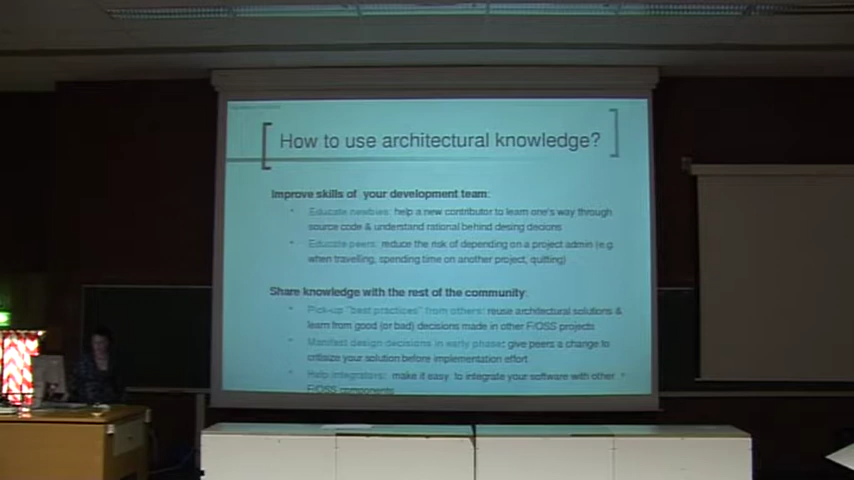 How to use architectural knowledge?
Improve skills of your development team:
Educate newbies: help a new contributor to learn one's way through
source code & understand rational behind desing decions
Educate peers: reduce the risk of depending on a project admin (e.g
when travelling, spending time on another project, quitting)
Share knowledge with the rest of the community:
Pick-up "best practices" from others: reuse architectural solutions &
learn from good (or bad) decisions made in other F/OSS projects
Manifest design decisions in early phase: give peers a change to
critisize your solution before implementation effort
Help integrators: make it easy to integrate your software with other
F/OSS components